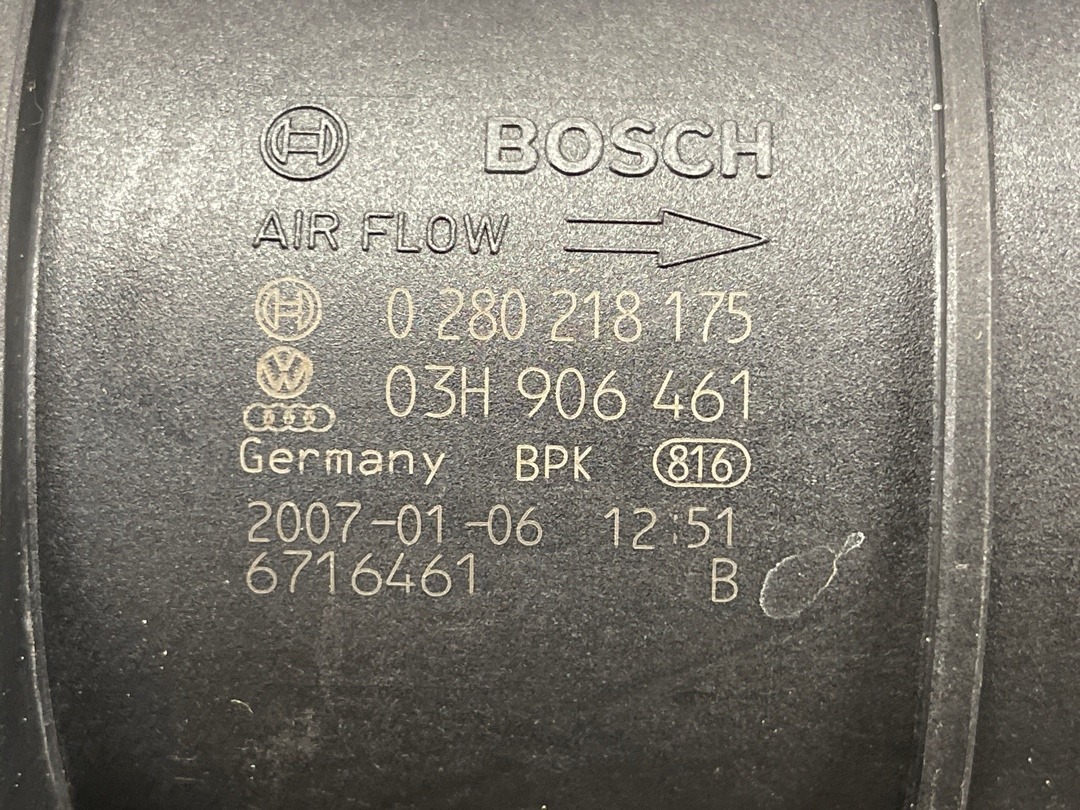 BOSCH
AIR FLOW
0 280 218 175
03H 906 461
Germany BPK 816
2007-01-06 12:51
6716461 B